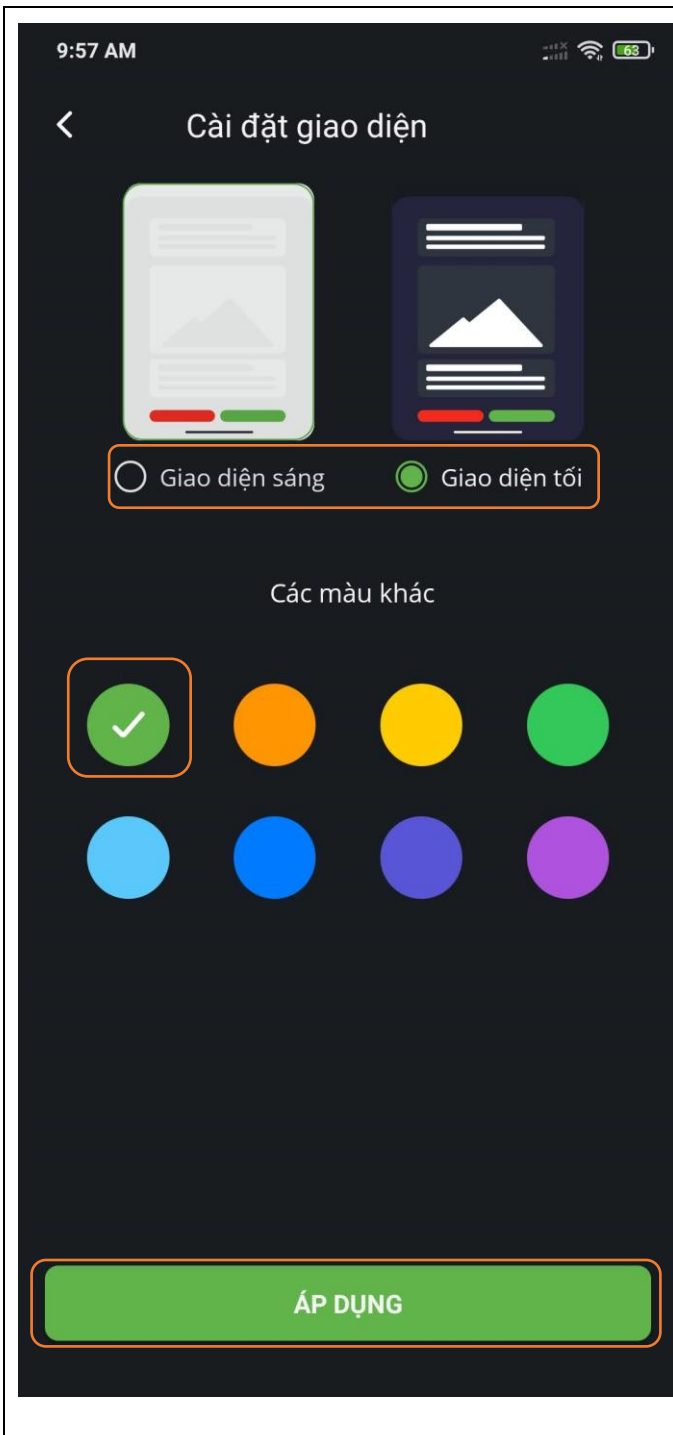 9:57 AM
63
Cài đặt giao diện
Giao diện sáng
Giao diện tối
Các màu khác
ÁP DỤNG